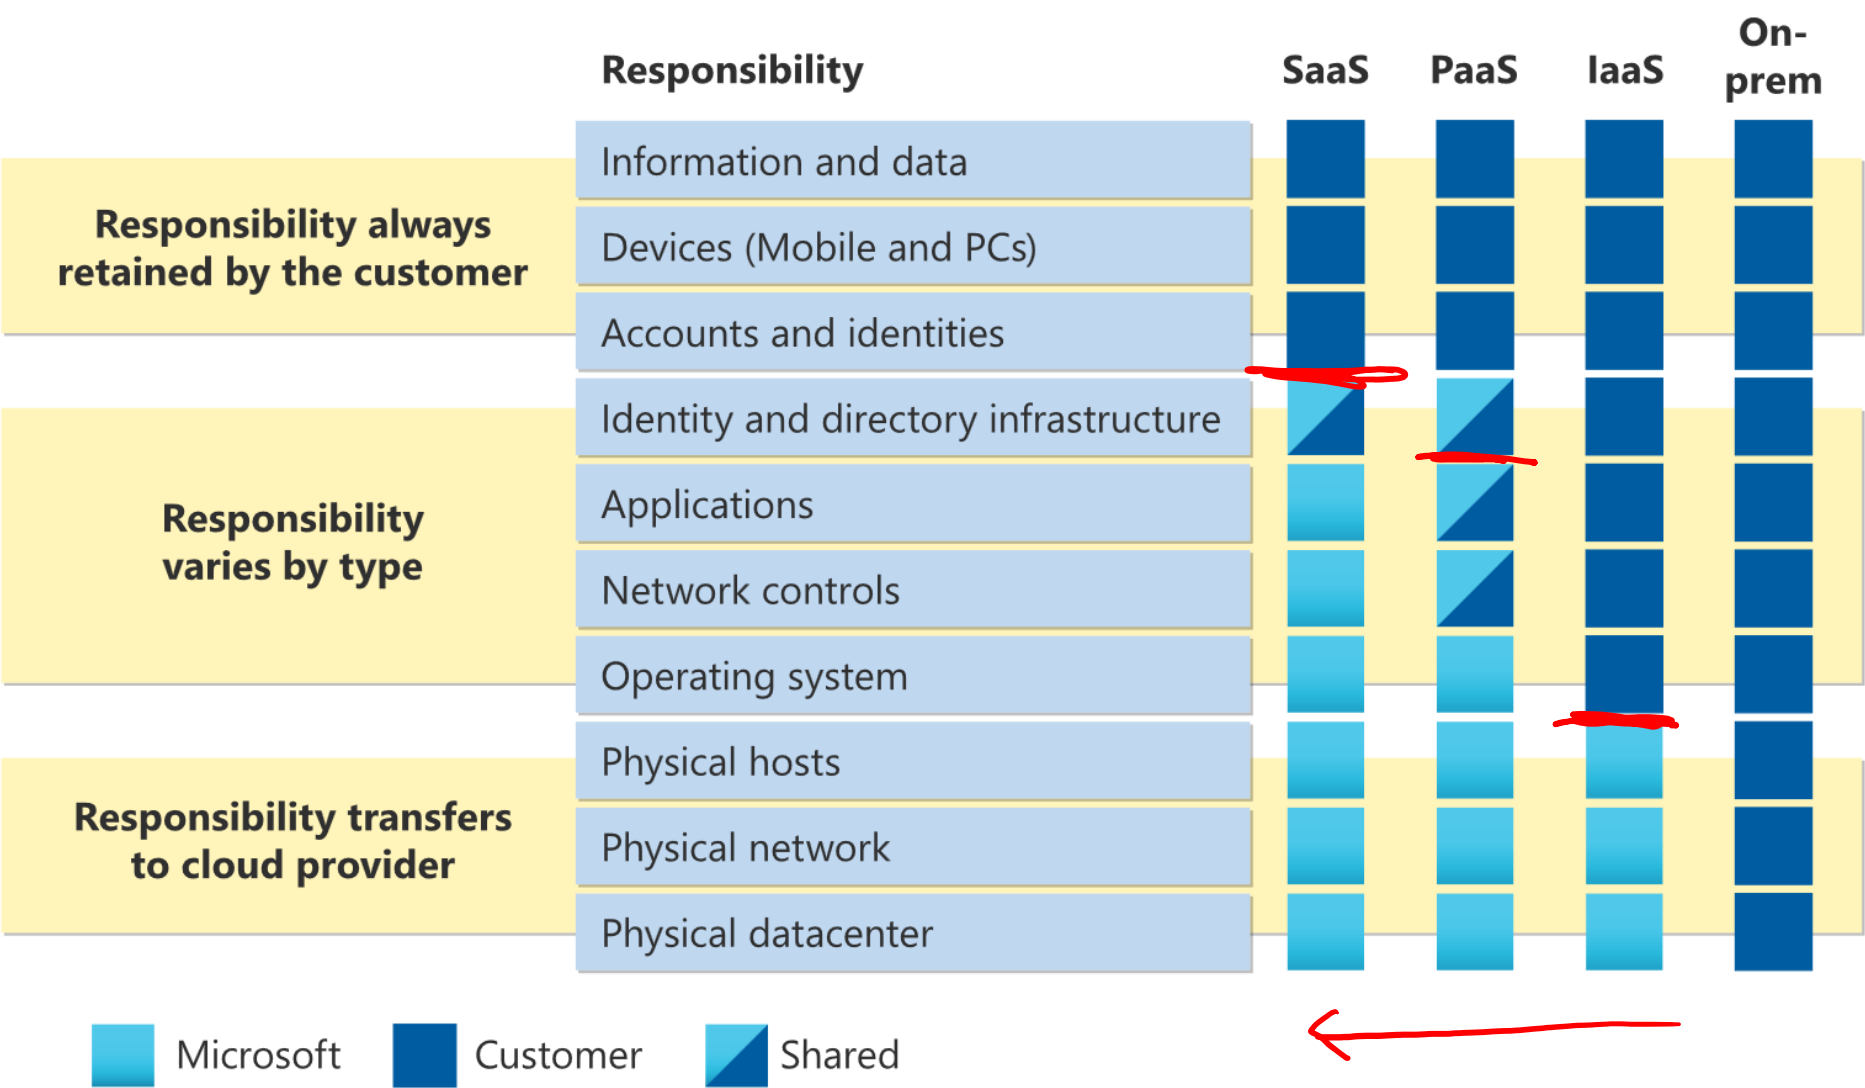 Responsibility SaaS PaaS IaaS On-
prem
Responsibility always
retained by the customer
Information and data
Devices (Mobile and PCs)
Accounts and identities
Responsibility
varies by type
Identity and directory infrastructure
Applications
Network controls
Operating system
Responsibility transfers
to cloud provider
Physical hosts
Physical network
Physical datacenter
Microsoft Customer Shared